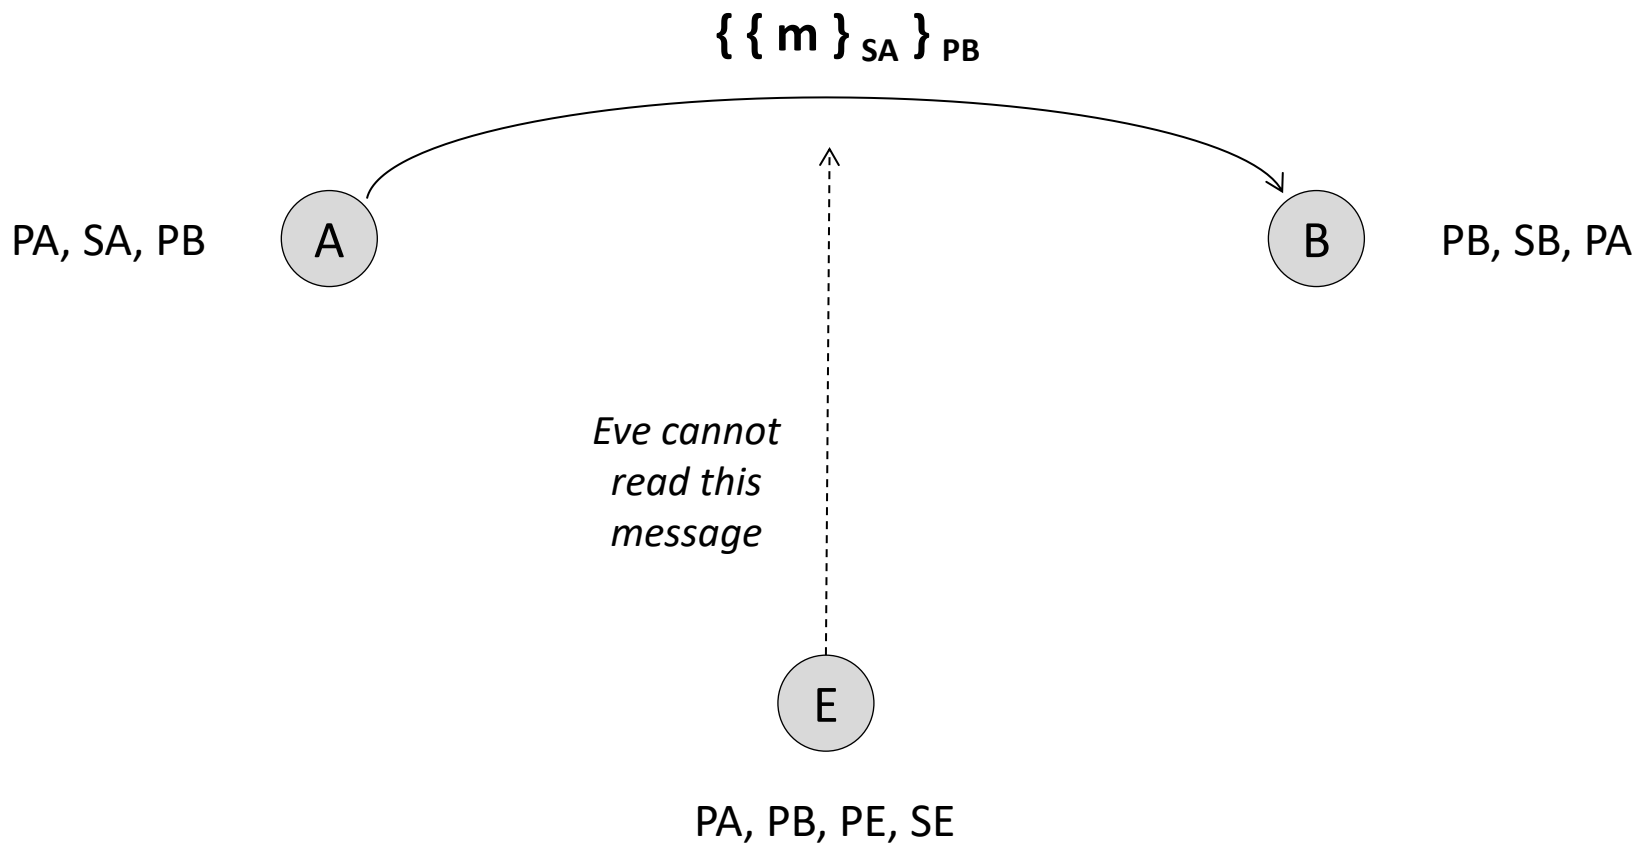 { { m } SA } PB
PA, SA, PB
A
B
PB, SB, PA
Eve cannot
read this
message
E
PA, PB, PE, SE